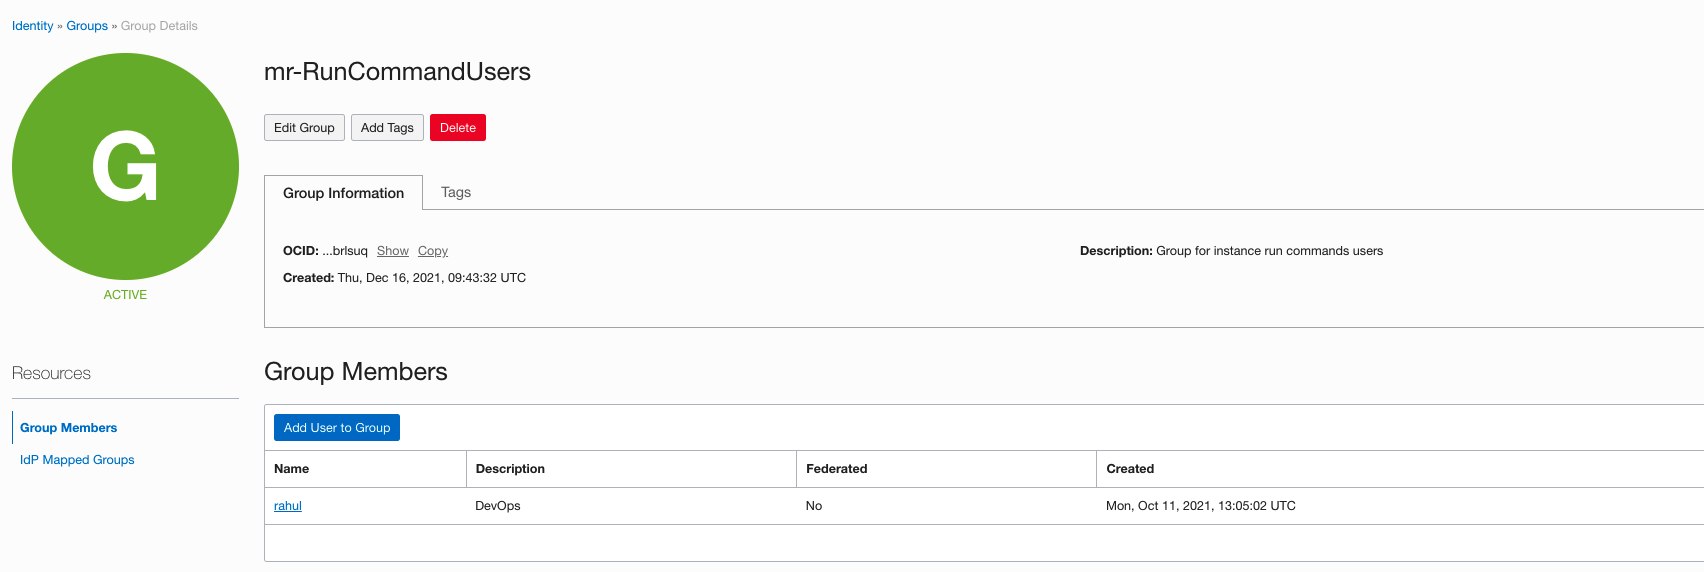 Identity » Groups » Group Details
G
ACTIVE
mr-RunCommandUsers
Edit Group Add Tags Delete
Group Information Tags
OCID: ...brlsuq Show Copy Description: Group for instance run commands users
Created: Thu, Dec 16, 2021, 09:43:32 UTC
Resources
Group Members
IdP Mapped Groups
Group Members
Add User to Group
Name Description Federated Created
rahul DevOps No Mon, Oct 11, 2021, 13:05:02 UTC